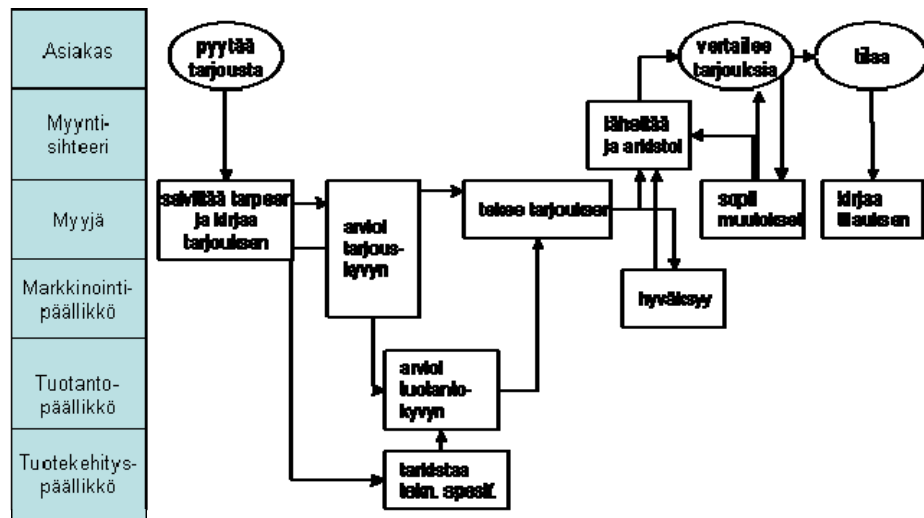 Asiakas
pyytää
tarjousta
vertailee
tarjouksia
tilaa
Myynti-
sihteeri
lähettää
ja arkistoi
Myyjä
selvittää tarpeen
ja kirjaa
tarjouksen
arvioi
tarjous-
kyvyn
tekee tarjouksen
sopii
muutokset
kirjaa
tilauksen
Markkinointi-
päällikkö
hyväksyy
Tuotanto-
päällikkö
arvioi
tuotanto-
kyvyn
Tuotekehitys-
päällikkö
tarkistaa
tekn. spesif.